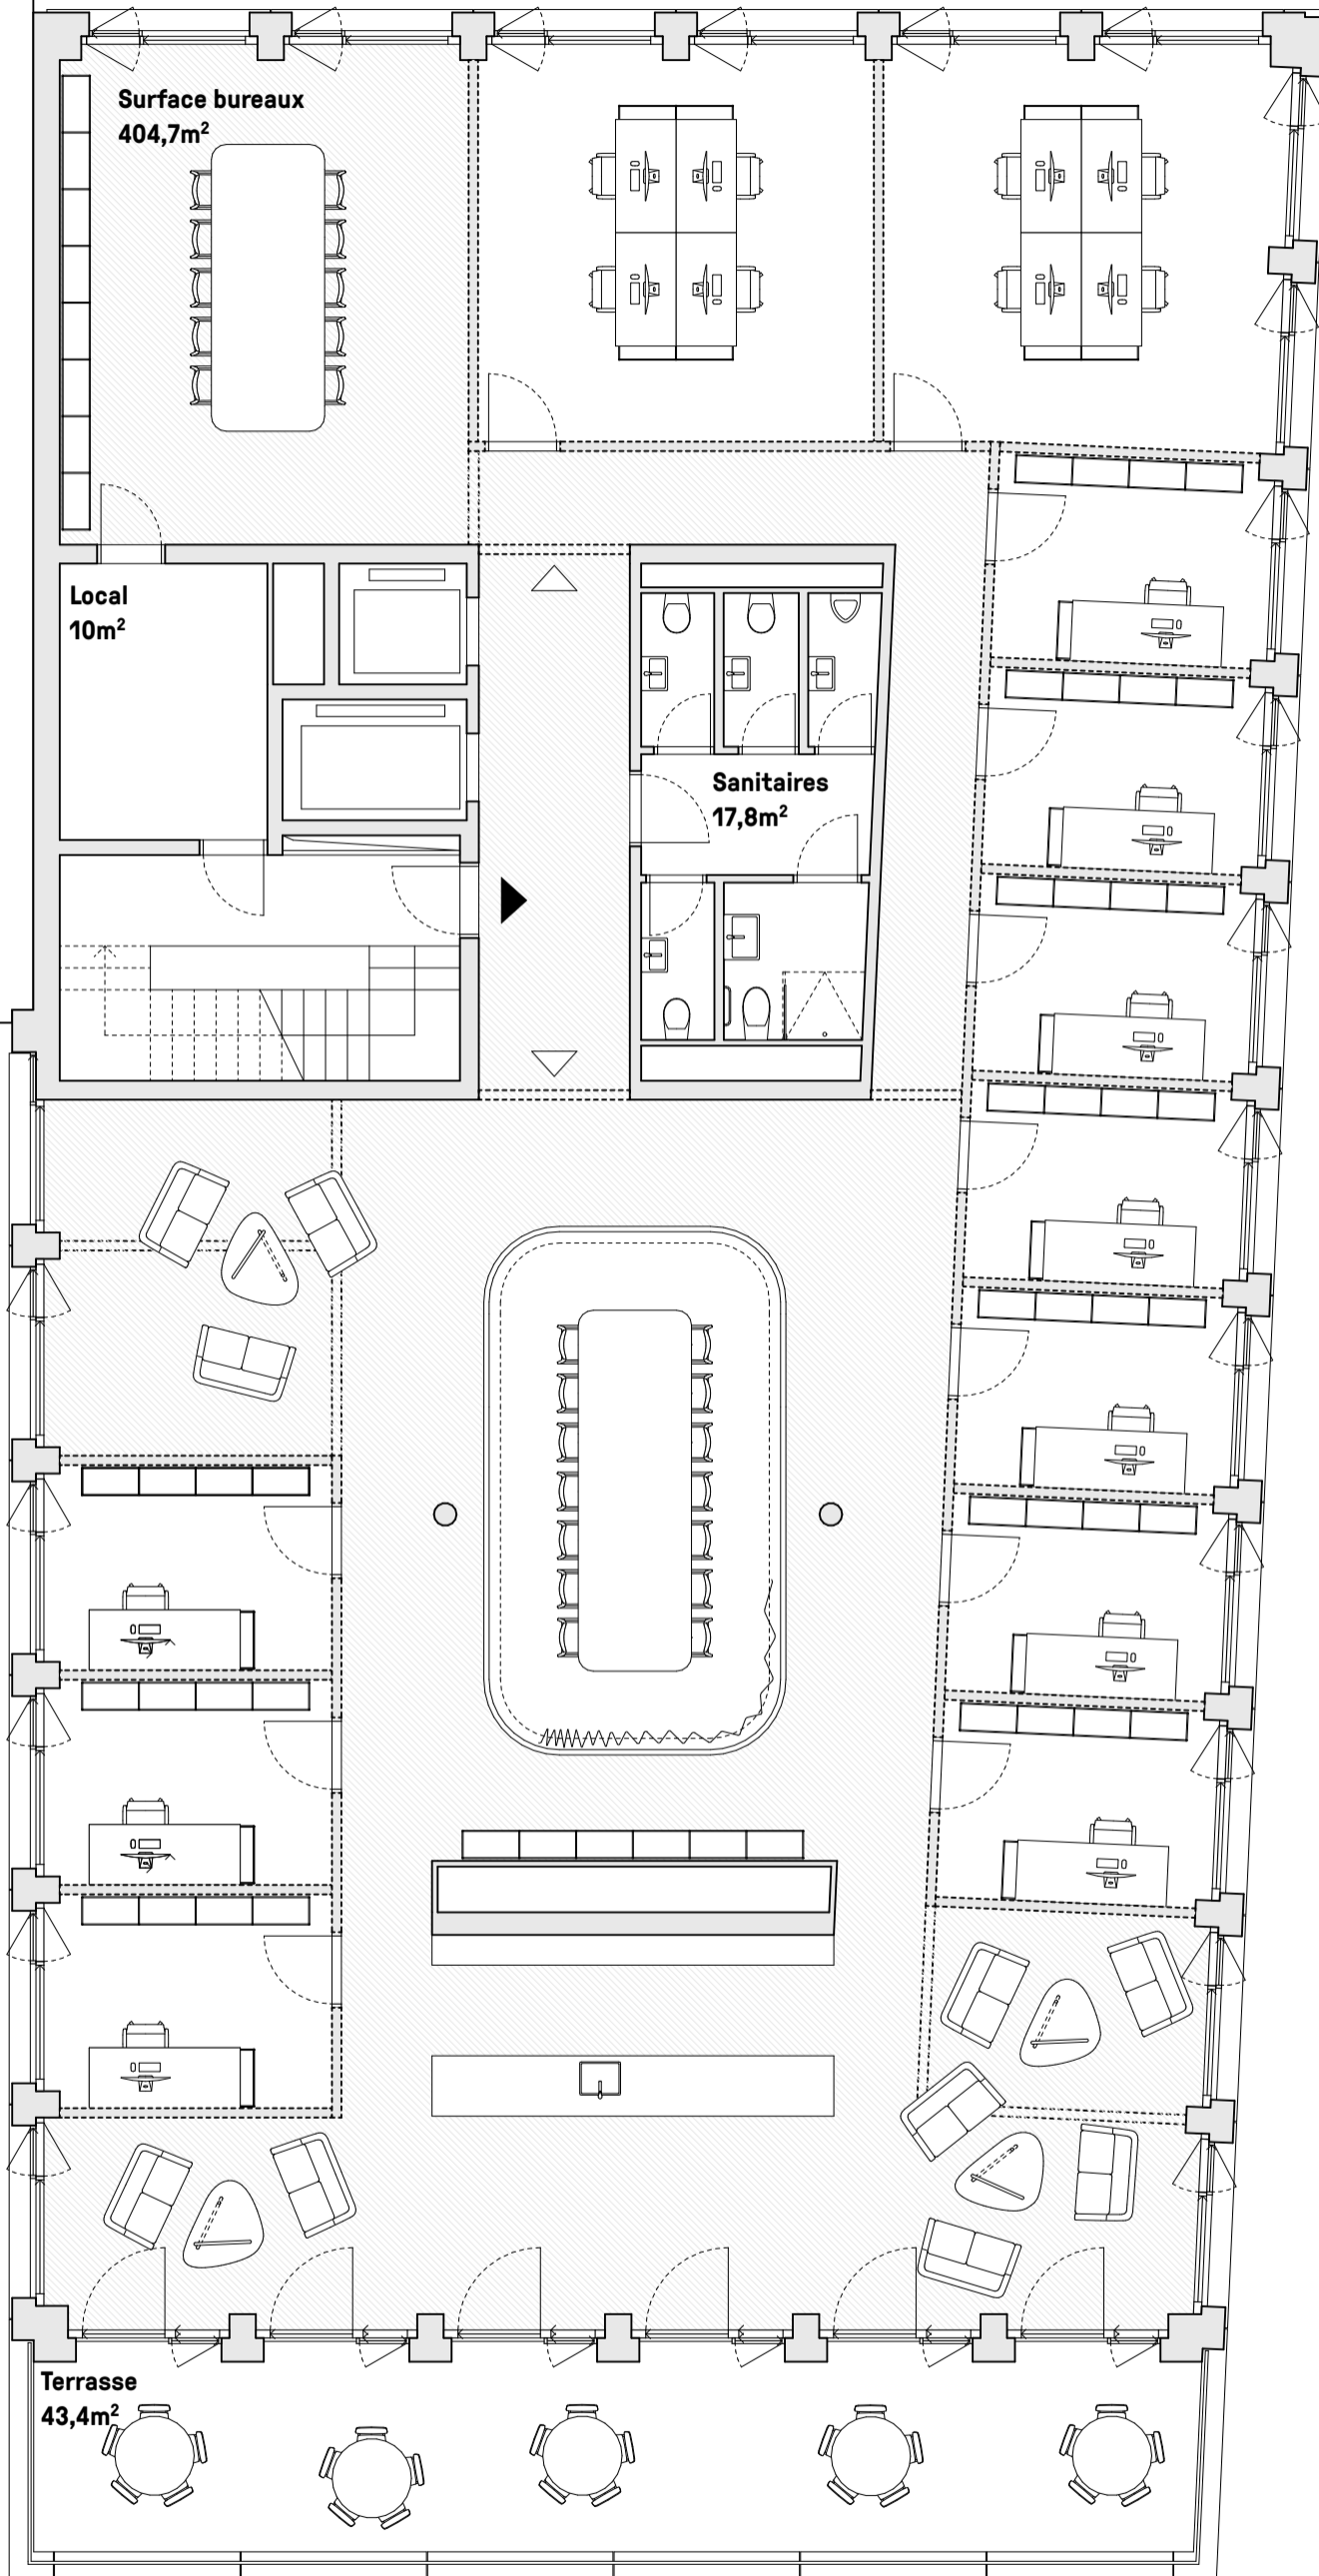 Surface bureaux
404,7m²
Local
10m²
Sanitaires
17,8m²
Terrasse
43,4m²